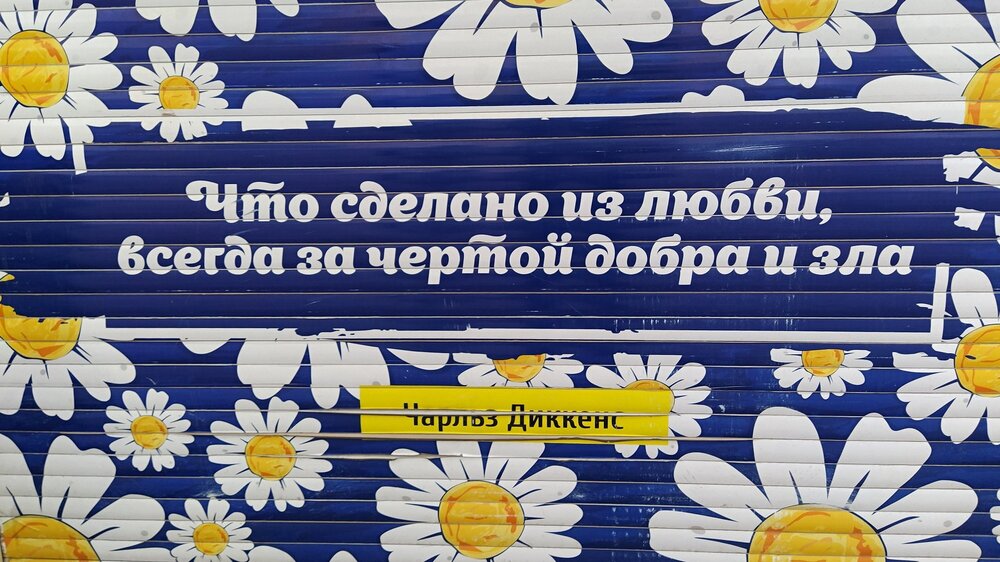 Что сделано из любви,
всегда за чертой добра и зла
Чарльз Диккенс